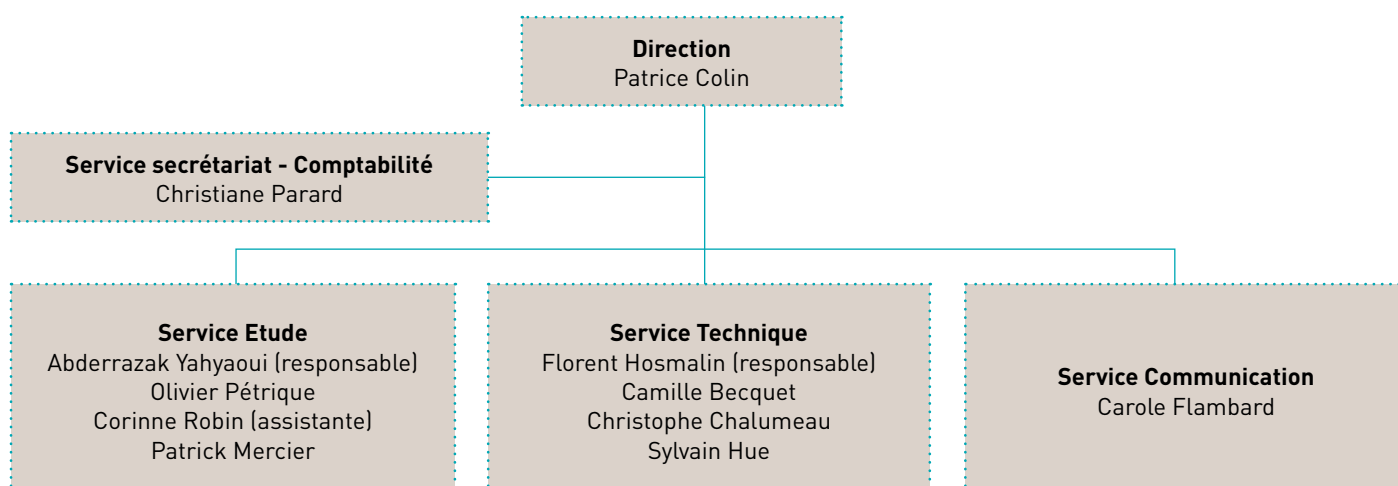 Direction
Patrice Colin
Service secrétariat - Comptabilité
Christiane Parard
Service Etude
Abderrazak Yahyaoui (responsable)
Olivier Pétrique
Corinne Robin (assistante)
Patrick Mercier
Service Technique
Florent Hosmalin (responsable)
Camille Becquet
Christophe Chalumeau
Sylvain Hue
Service Communication
Carole Flambard